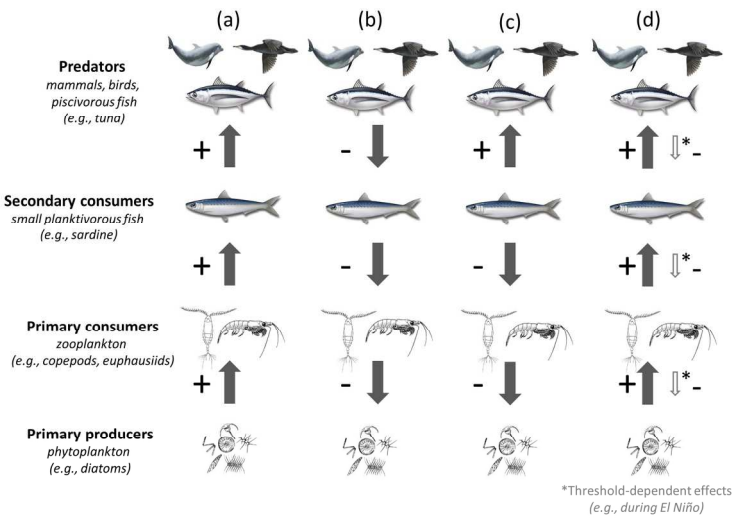 (a) (b) (c) (d)
Predators
mammals, birds,
piscivorous fish
(e.g., tuna)
+ - + + * -
Secondary consumers
small planktivorous fish
(e.g., sardine)
+ - - + * -
Primary consumers
zooplankton
(e.g., copepods, euphausiids)
+ - - + * -
Primary producers
phytoplankton
(e.g., diatoms)
*Threshold-dependent effects
(e.g., during El Niño)